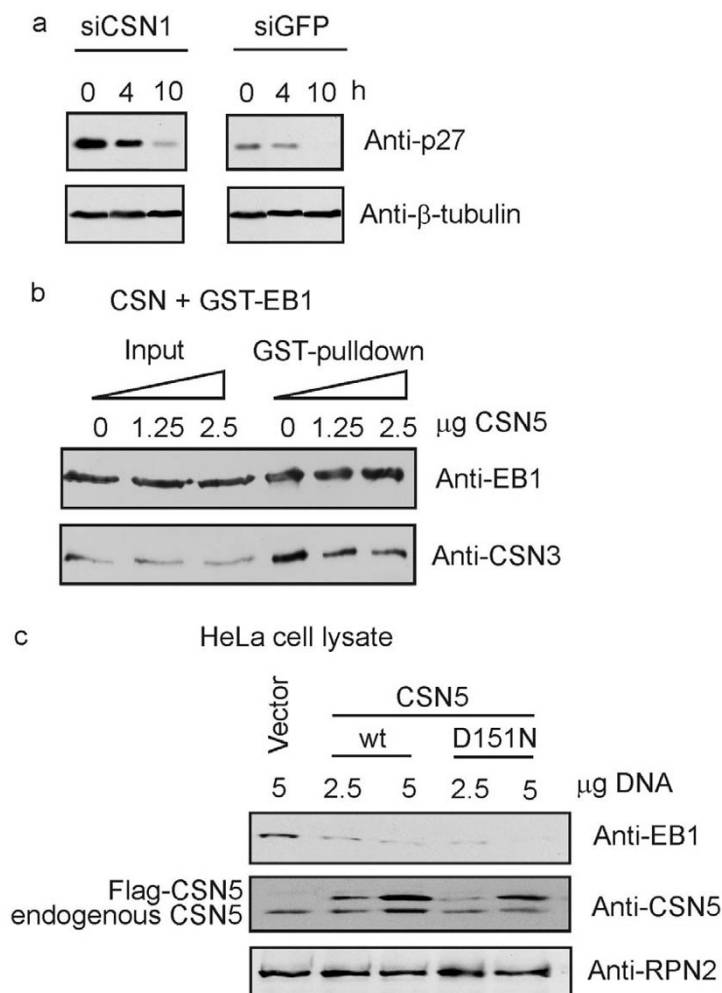 a
siCSN1 siGFP
0 4 10 0 4 10 h
Anti-p27
Anti-β-tubulin
b CSN + GST-EB1
Input GST-pulldown
0 1.25 2.5 0 1.25 2.5 μg CSN5
Anti-EB1
Anti-CSN3
c HeLa cell lysate
Vector
CSN5
wt D151N
5 2.5 5 2.5 5 μg DNA
Anti-EB1
Flag-CSN5
endogenous CSN5 Anti-CSN5
Anti-RPN2